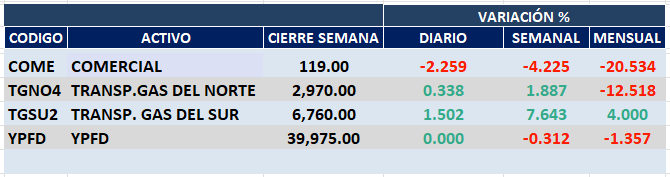 VARIACIÓN %
CODIGO ACTIVO CIERRE SEMANA DIARIO SEMANAL MENSUAL
COME COMERCIAL 119.00 -2.259 -4.225 -20.534
TGNO4 TRANSP.GAS DEL NORTE 2,970.00 0.338 1.887 -12.518
TGSU2 TRANSP. GAS DEL SUR 6,760.00 1.502 7.643 4.000
YPFD YPFD 39,975.00 0.000 -0.312 -1.357